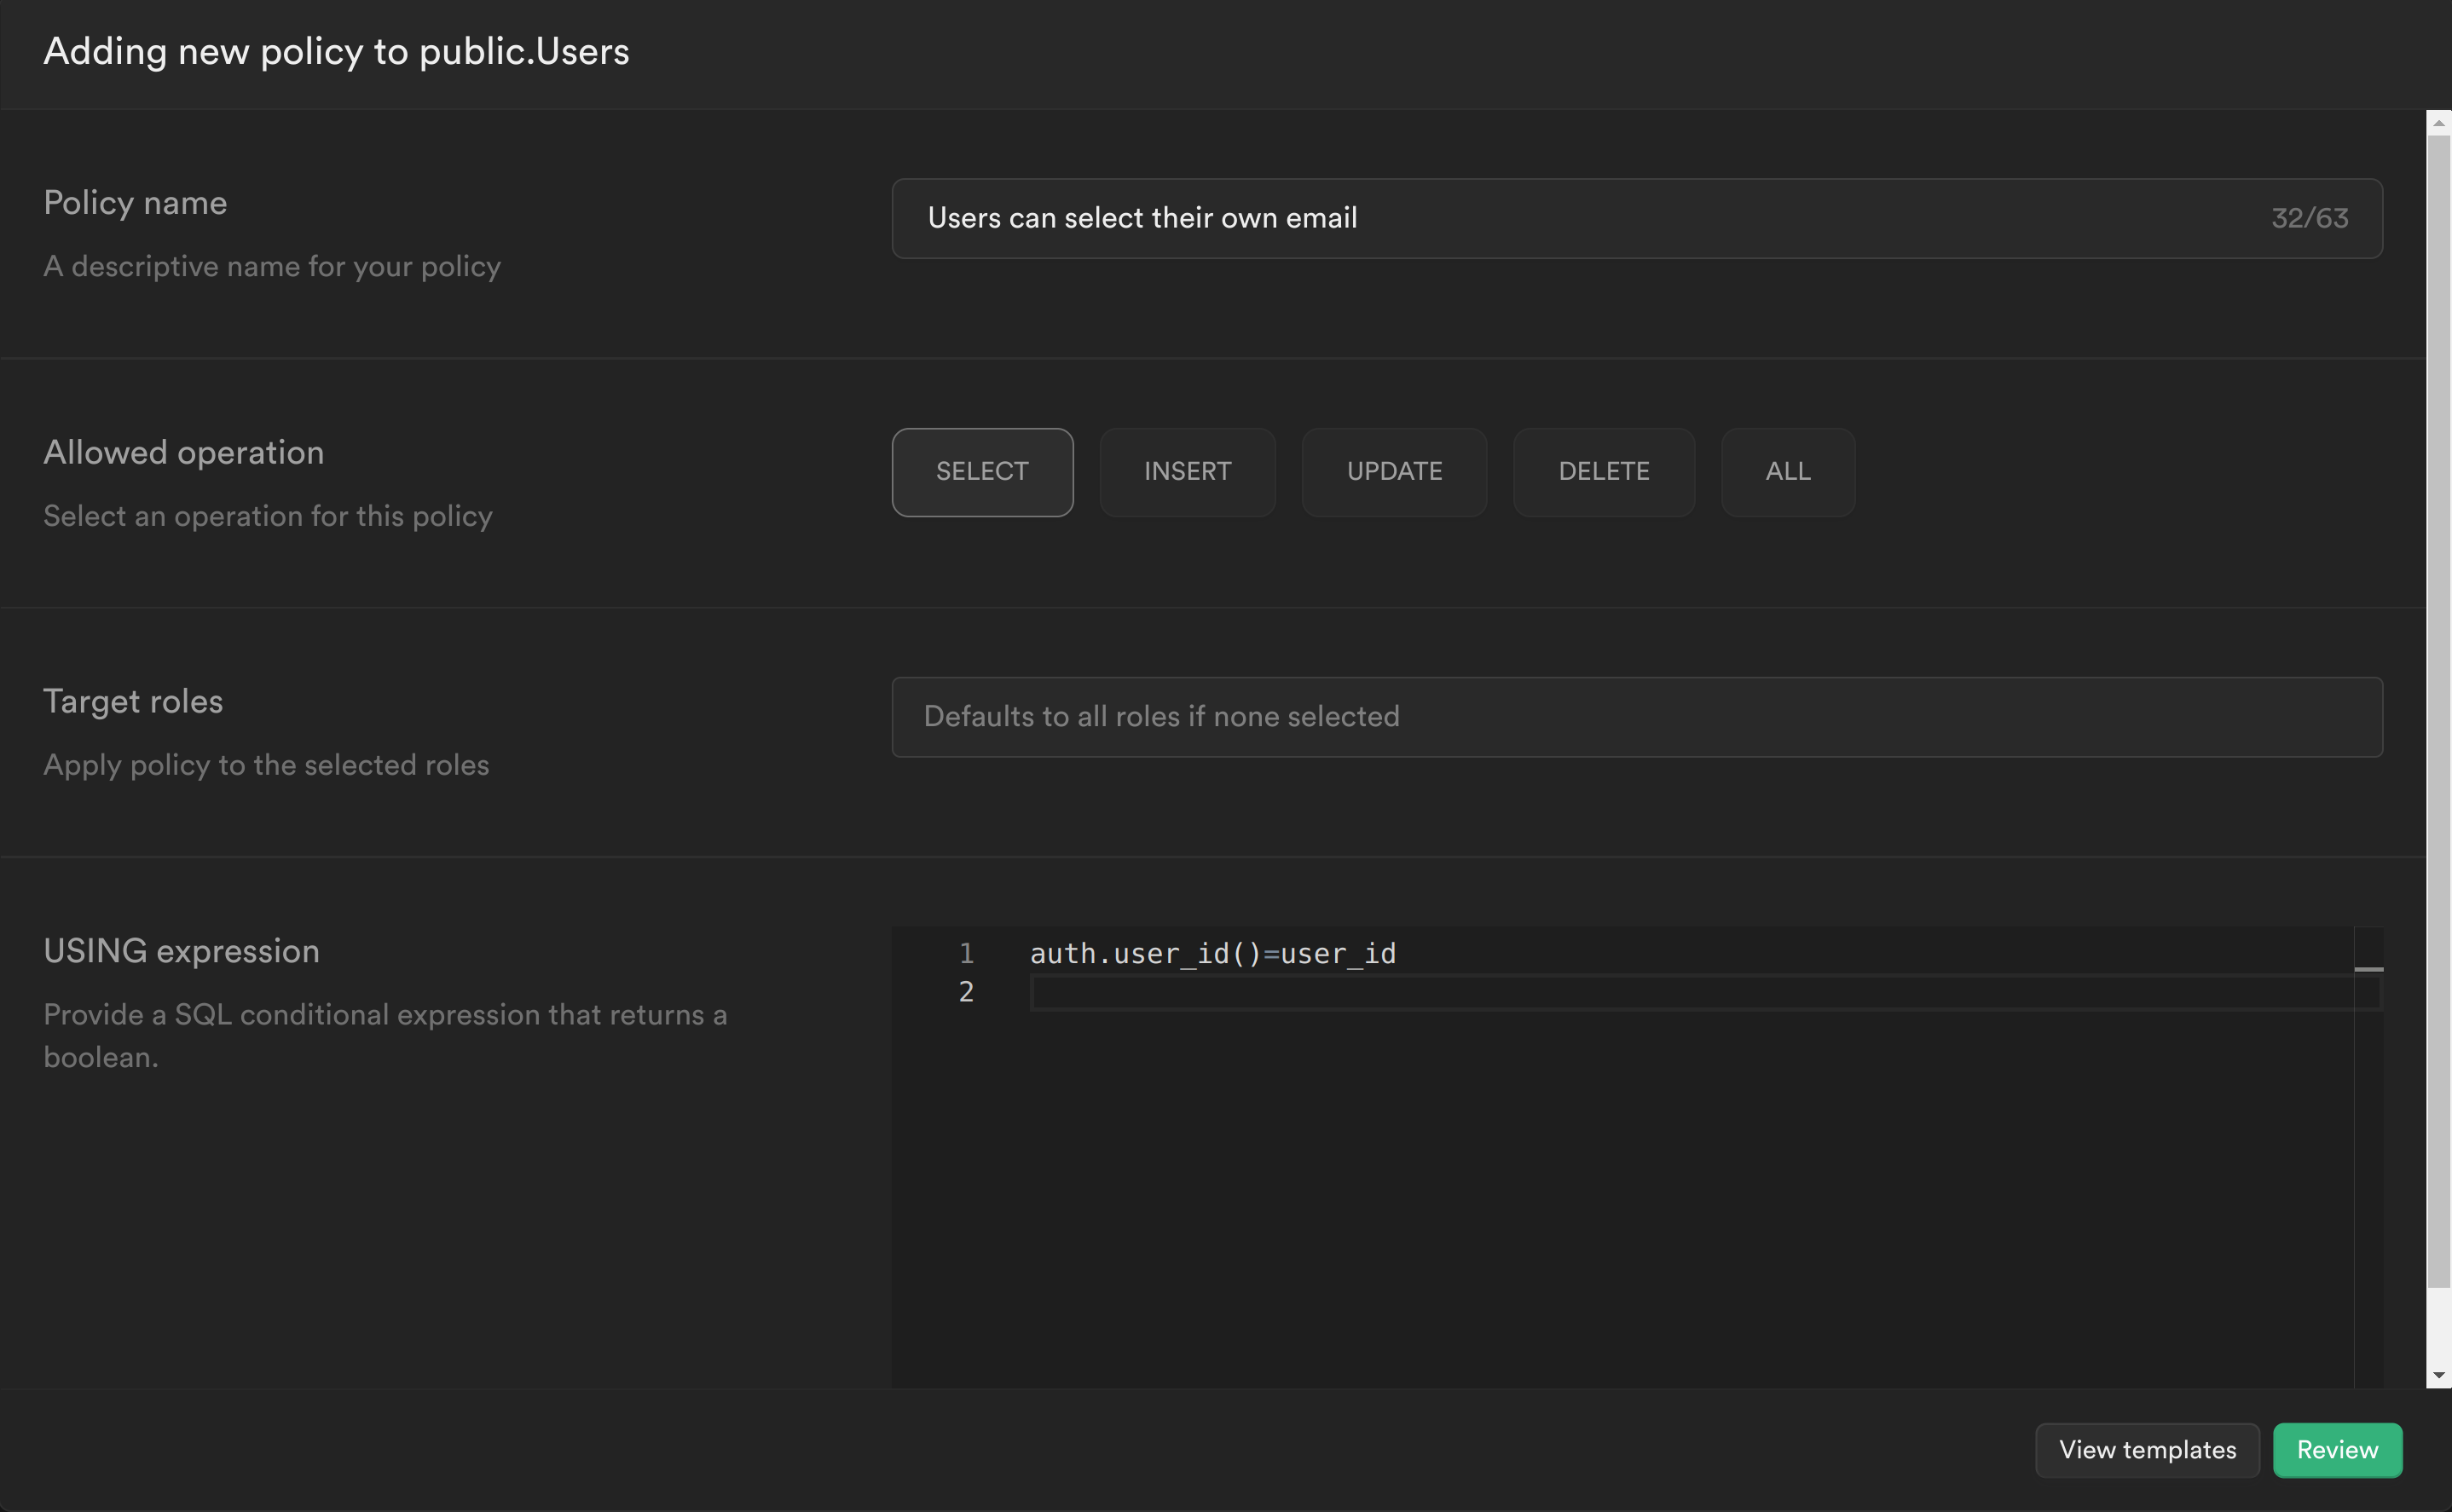 Adding new policy to public.Users
Policy name
A descriptive name for your policy
Users can select their own email
32/63
Allowed operation
Select an operation for this policy
SELECT
INSERT
UPDATE
DELETE
ALL
Target roles
Apply policy to the selected roles
Defaults to all roles if none selected
USING expression
Provide a SQL conditional expression that returns a
boolean.
1 auth.user_id()=user_id
2
View templates
Review